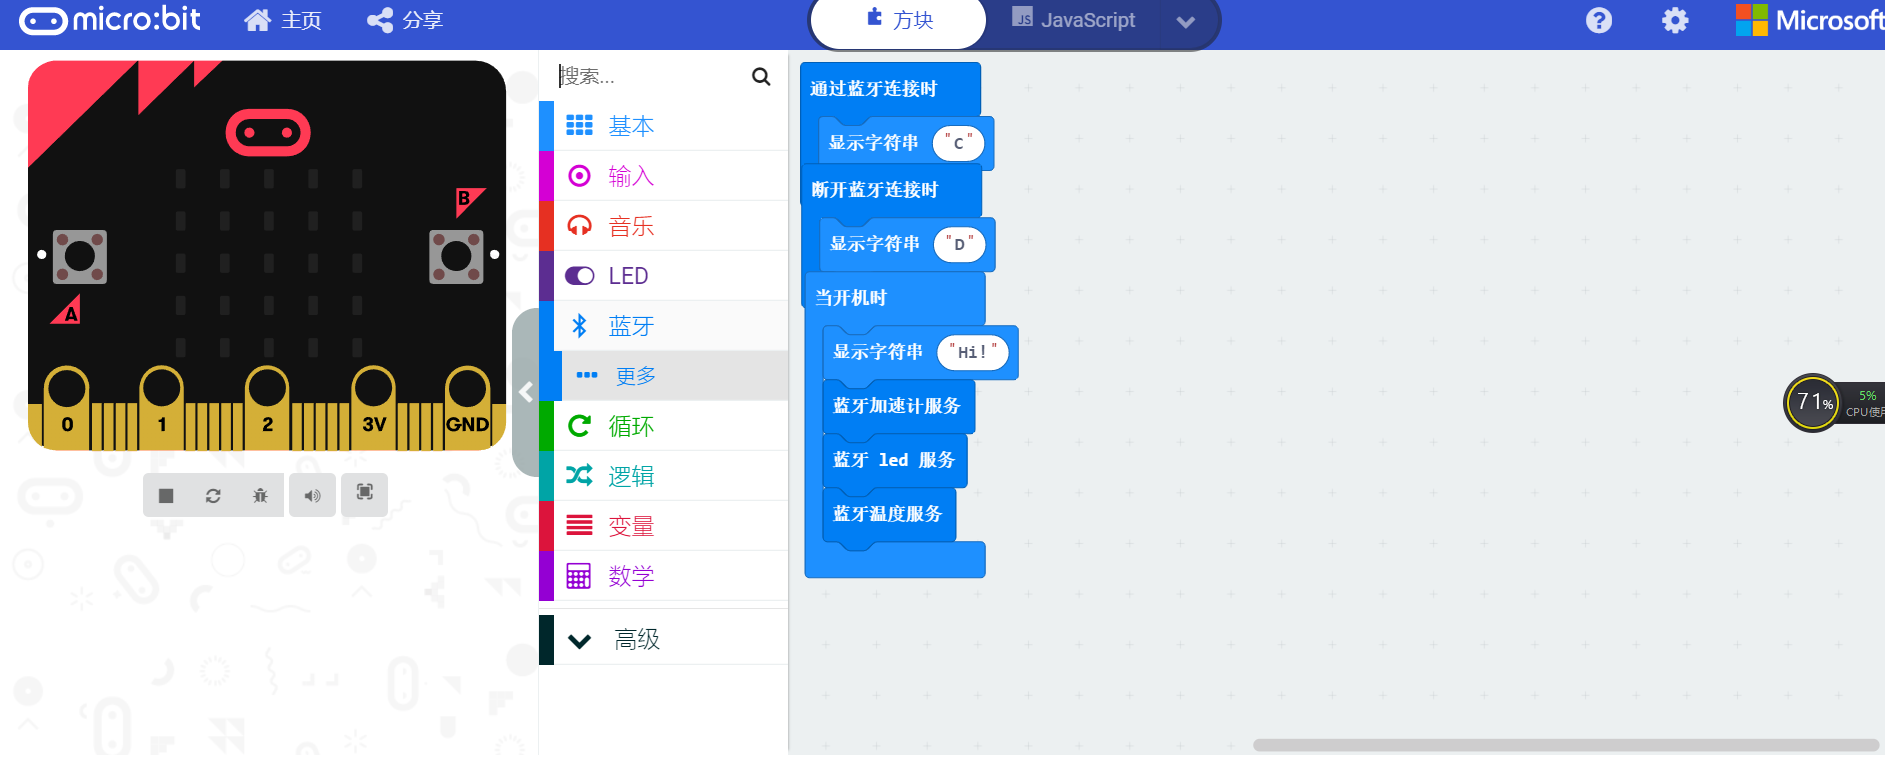 micro:bit 主页 分享 方块 JS JavaScript Microsoft
搜索...
基本
输入
音乐
LED
蓝牙
更多
循环
逻辑
变量
数学
高级
B
A
0 1 2 3V GND
通过蓝牙连接时
显示字符串 "C"
断开蓝牙连接时
显示字符串 "D"
当开机时
显示字符串 "Hi!"
蓝牙加速计服务
蓝牙 led 服务
蓝牙温度服务
71%
5%
CPU使